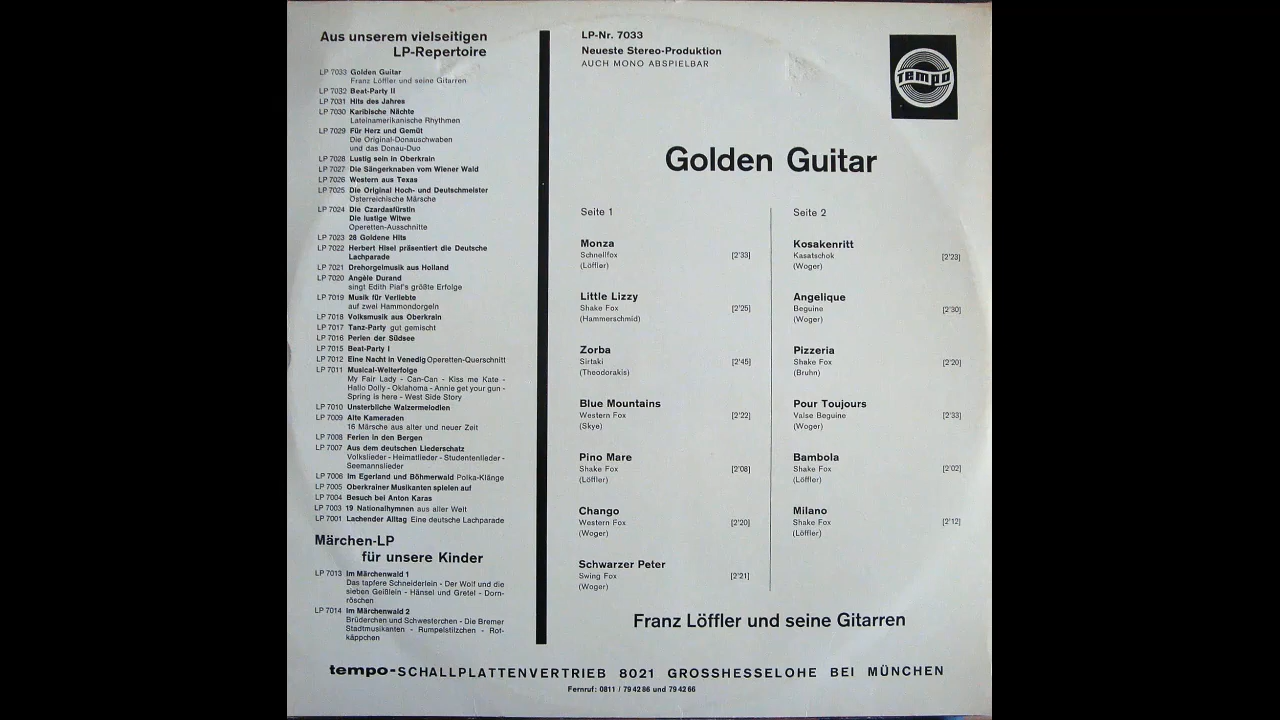 Aus unserem vielseitigen
LP-Repertoire
LP 7033 Golden Guitar
Franz Löffler und seine Gitarren
LP 7032 Beat-Party II
LP 7031 Hits des Jahres
LP 7030 Karibische Nächte
Lateinamerikanische Rhythmen
LP 7029 Für Herz und Gemüt
Die Original-Donauschwaben
und das Donau-Duo
LP 7028 Lustig sein in Oberkrain
LP 7027 Die Sängerknaben vom Wiener Wald
LP 7026 Western aus Texas
LP 7025 Die Original Hoch- und Deutschmeister
Österreichische Märsche
LP 7024 Die Czardasfürstin
Die lustige Witwe
Operetten-Ausschnitte
LP 7023 28 Goldene Hits
LP 7022 Herbert Hisel präsentiert die Deutsche
Lachparade
LP 7021 Drehorgelmusik aus Holland
LP 7020 Angèle Durand
singt Edith Piaf's größte Erfolge
LP 7019 Musik für Verliebte
auf zwei Hammondorgeln
LP 7018 Volksmusik aus Oberkrain
LP 7017 Tanz-Party gut gemischt
LP 7016 Perlen der Südsee
LP 7015 Beat-Party I
LP 7012 Eine Nacht in Venedig Operetten-Querschnitt
LP 7011 Musical-Welterfolge
My Fair Lady - Can-Can - Kiss me Kate -
Hallo Dolly - Oklahoma - Annie get your gun -
Spring is here - West Side Story
LP 7010 Unsterbliche Walzermelodien
LP 7009 Alte Kameraden
16 Märsche aus alter und neuer Zeit
LP 7008 Ferien in den Bergen
LP 7007 Aus dem deutschen Liederschatz
Volkslieder - Heimatlieder - Studentenlieder -
Seemannslieder
LP 7006 Im Egerland und Böhmerwald Polka-Klänge
LP 7005 Oberkrainer Musikanten spielen auf
LP 7004 Besuch bei Anton Karas
LP 7003 19 Nationalhymnen aus aller Welt
LP 7001 Lachender Alltag Eine deutsche Lachparade
Märchen-LP
für unsere Kinder
LP 7013 Im Märchenwald 1
Das tapfere Schneiderlein - Der Wolf und die
sieben Geißlein - Hänsel und Gretel - Dorn-
röschen
LP 7014 Im Märchenwald 2
Brüderchen und Schwesterchen - Die Bremer
Stadtmusikanten - Rumpelstilzchen - Rot-
käppchen
LP-Nr. 7033
Neueste Stereo-Produktion
AUCH MONO ABSPIELBAR
tempo
Golden Guitar
Seite 1
Monza
Schnellfox [2'33]
(Löffler)
Little Lizzy
Shake Fox [2'25]
(Hammerschmid)
Zorba
Sirtaki [2'45]
(Theodorakis)
Blue Mountains
Western Fox [2'22]
(Skye)
Pino Mare
Shake Fox [2'08]
(Löffler)
Chango
Western Fox [2'20]
(Woger)
Schwarzer Peter
Swing Fox [2'21]
(Woger)
Seite 2
Kosakenritt
Kasatschok [2'23]
(Woger)
Angelique
Beguine [2'30]
(Woger)
Pizzeria
Shake Fox [2'20]
(Bruhn)
Pour Toujours
Valse Beguine [2'33]
(Woger)
Bambola
Shake Fox [2'02]
(Löffler)
Milano
Shake Fox [2'12]
(Löffler)
Franz Löffler und seine Gitarren
tempo-SCHALLPLATTENVERTRIEB 8021 GROSSHESSELOHE BEI MÜNCHEN
Fernruf: 0811 / 79 42 86 und 79 42 66